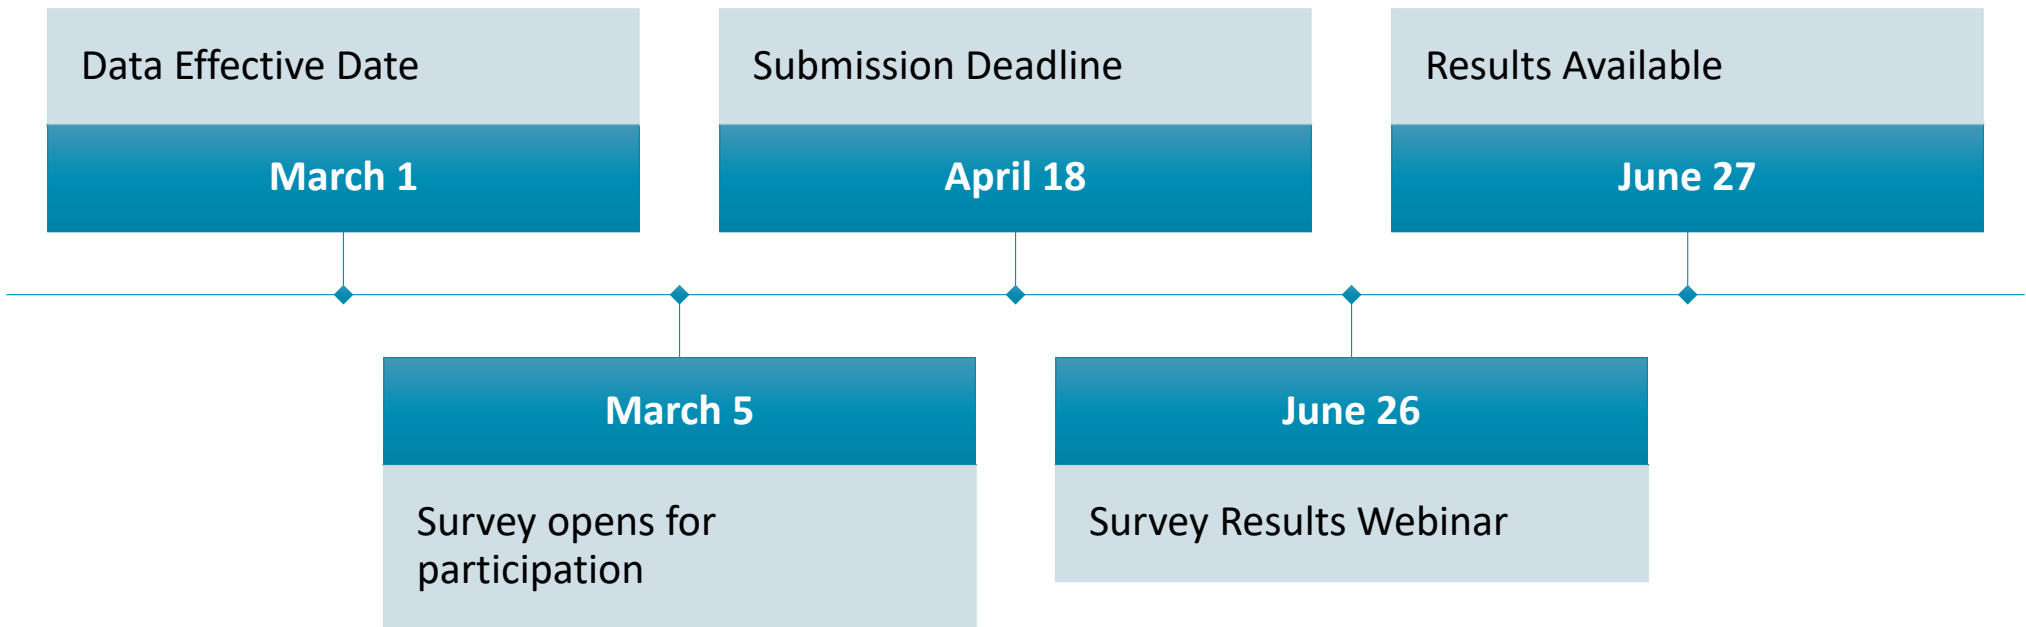 Data Effective Date
March 1
March 5
Survey opens for
participation
Submission Deadline
April 18
June 26
Survey Results Webinar
Results Available
June 27